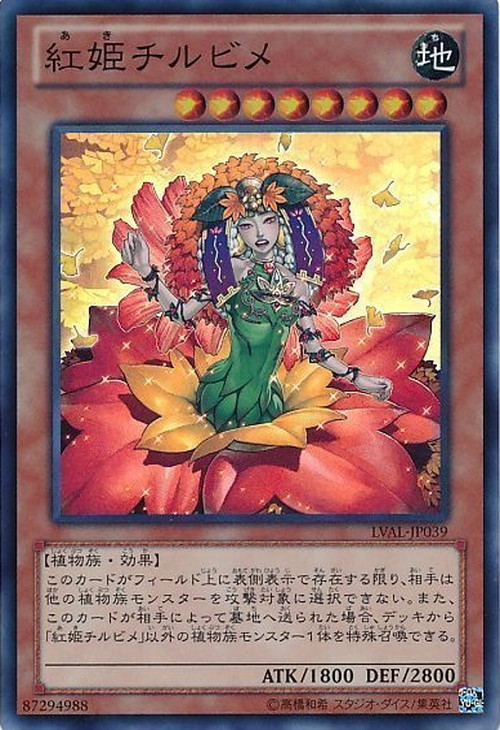 あき
紅姫チルビメ
ち
地
LVAL-JP039
【植物族・効果】
このカードがフィールド上に表側表示で存在する限り、相手は
他の植物族モンスターを攻撃対象に選択できない。また、
このカードが相手によって墓地へ送られた場合、デッキから
「紅姫チルビメ」以外の植物族モンスター1体を特殊召喚できる。
ATK/1800 DEF/2800
87294988
©高橋和希 スタジオ・ダイス/集英社